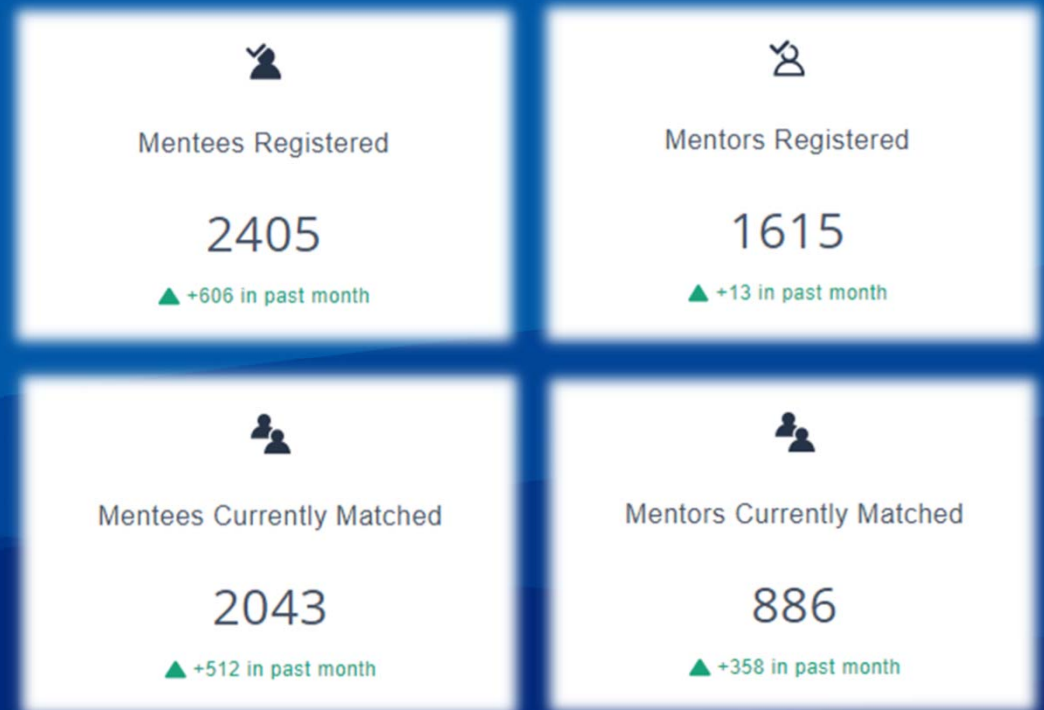 Mentees Registered
2405
+606 in past month
Mentors Registered
1615
+13 in past month
Mentees Currently Matched
2043
+512 in past month
Mentors Currently Matched
886
+358 in past month